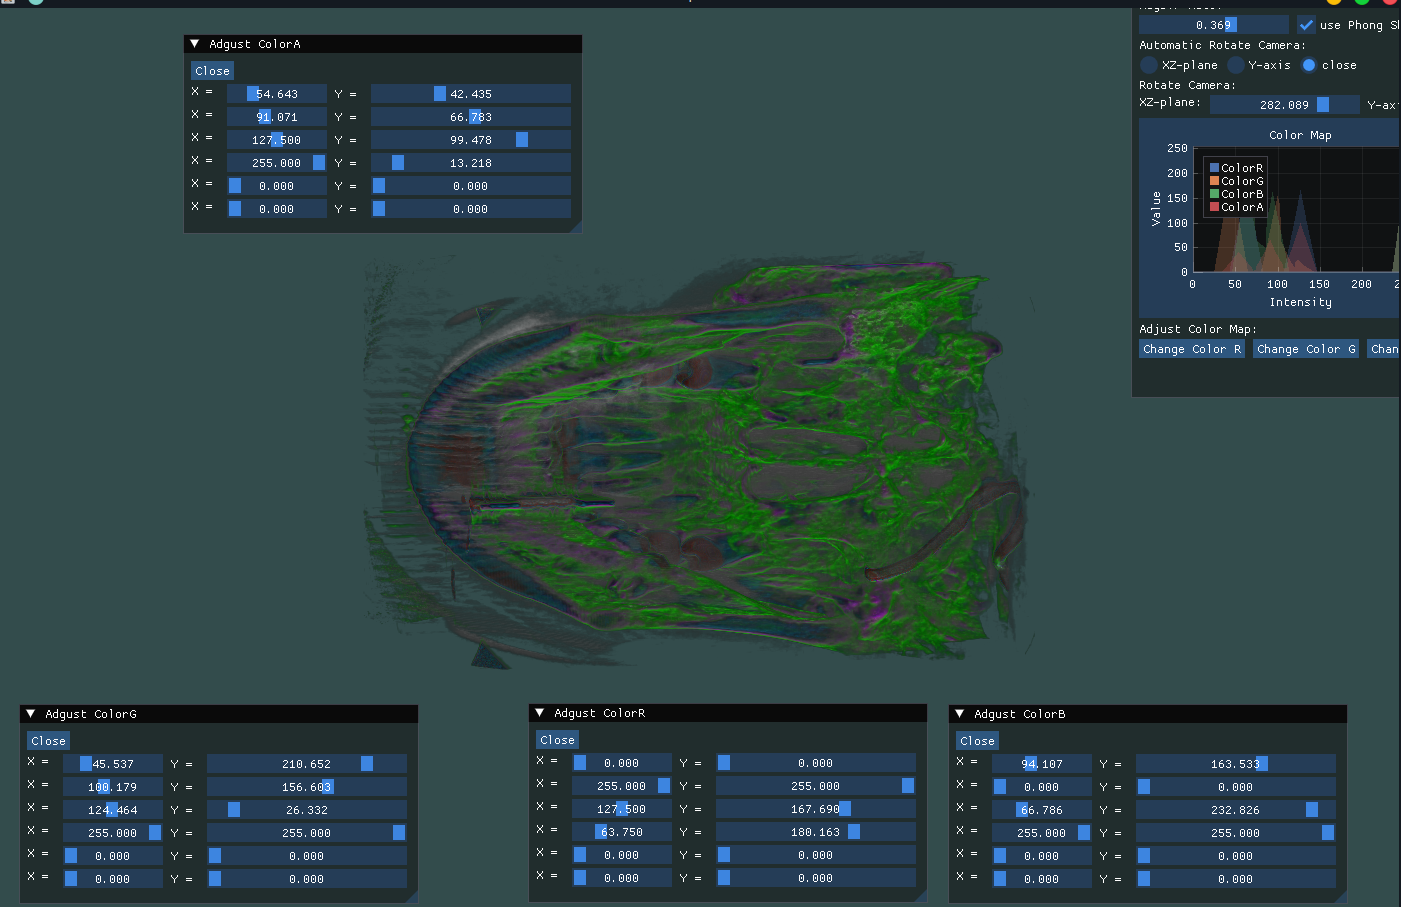 Adgust ColorA
Close
X = 54.643 Y = 42.435
X = 91.071 Y = 66.783
X = 127.500 Y = 99.478
X = 255.000 Y = 13.218
X = 0.000 Y = 0.000
X = 0.000 Y = 0.000
0.369 use Phong S
Automatic Rotate Camera:
XZ-plane Y-axis close
Rotate Camera:
XZ-plane: 282.089 Y-ax
Color Map
250
200
150
100
50
0
Value
ColorR
ColorG
ColorB
ColorA
0 50 100 150 200 2
Intensity
Adjust Color Map:
Change Color R Change Color G Chan
Adgust ColorG
Close
X = 45.537 Y = 210.652
X = 100.179 Y = 156.603
X = 124.464 Y = 26.332
X = 255.000 Y = 255.000
X = 0.000 Y = 0.000
X = 0.000 Y = 0.000
Adgust ColorR
Close
X = 0.000 Y = 0.000
X = 255.000 Y = 255.000
X = 127.500 Y = 167.690
X = 63.750 Y = 180.163
X = 0.000 Y = 0.000
X = 0.000 Y = 0.000
Adgust ColorB
Close
X = 94.107 Y = 163.533
X = 0.000 Y = 0.000
X = 66.786 Y = 232.826
X = 255.000 Y = 255.000
X = 0.000 Y = 0.000
X = 0.000 Y = 0.000